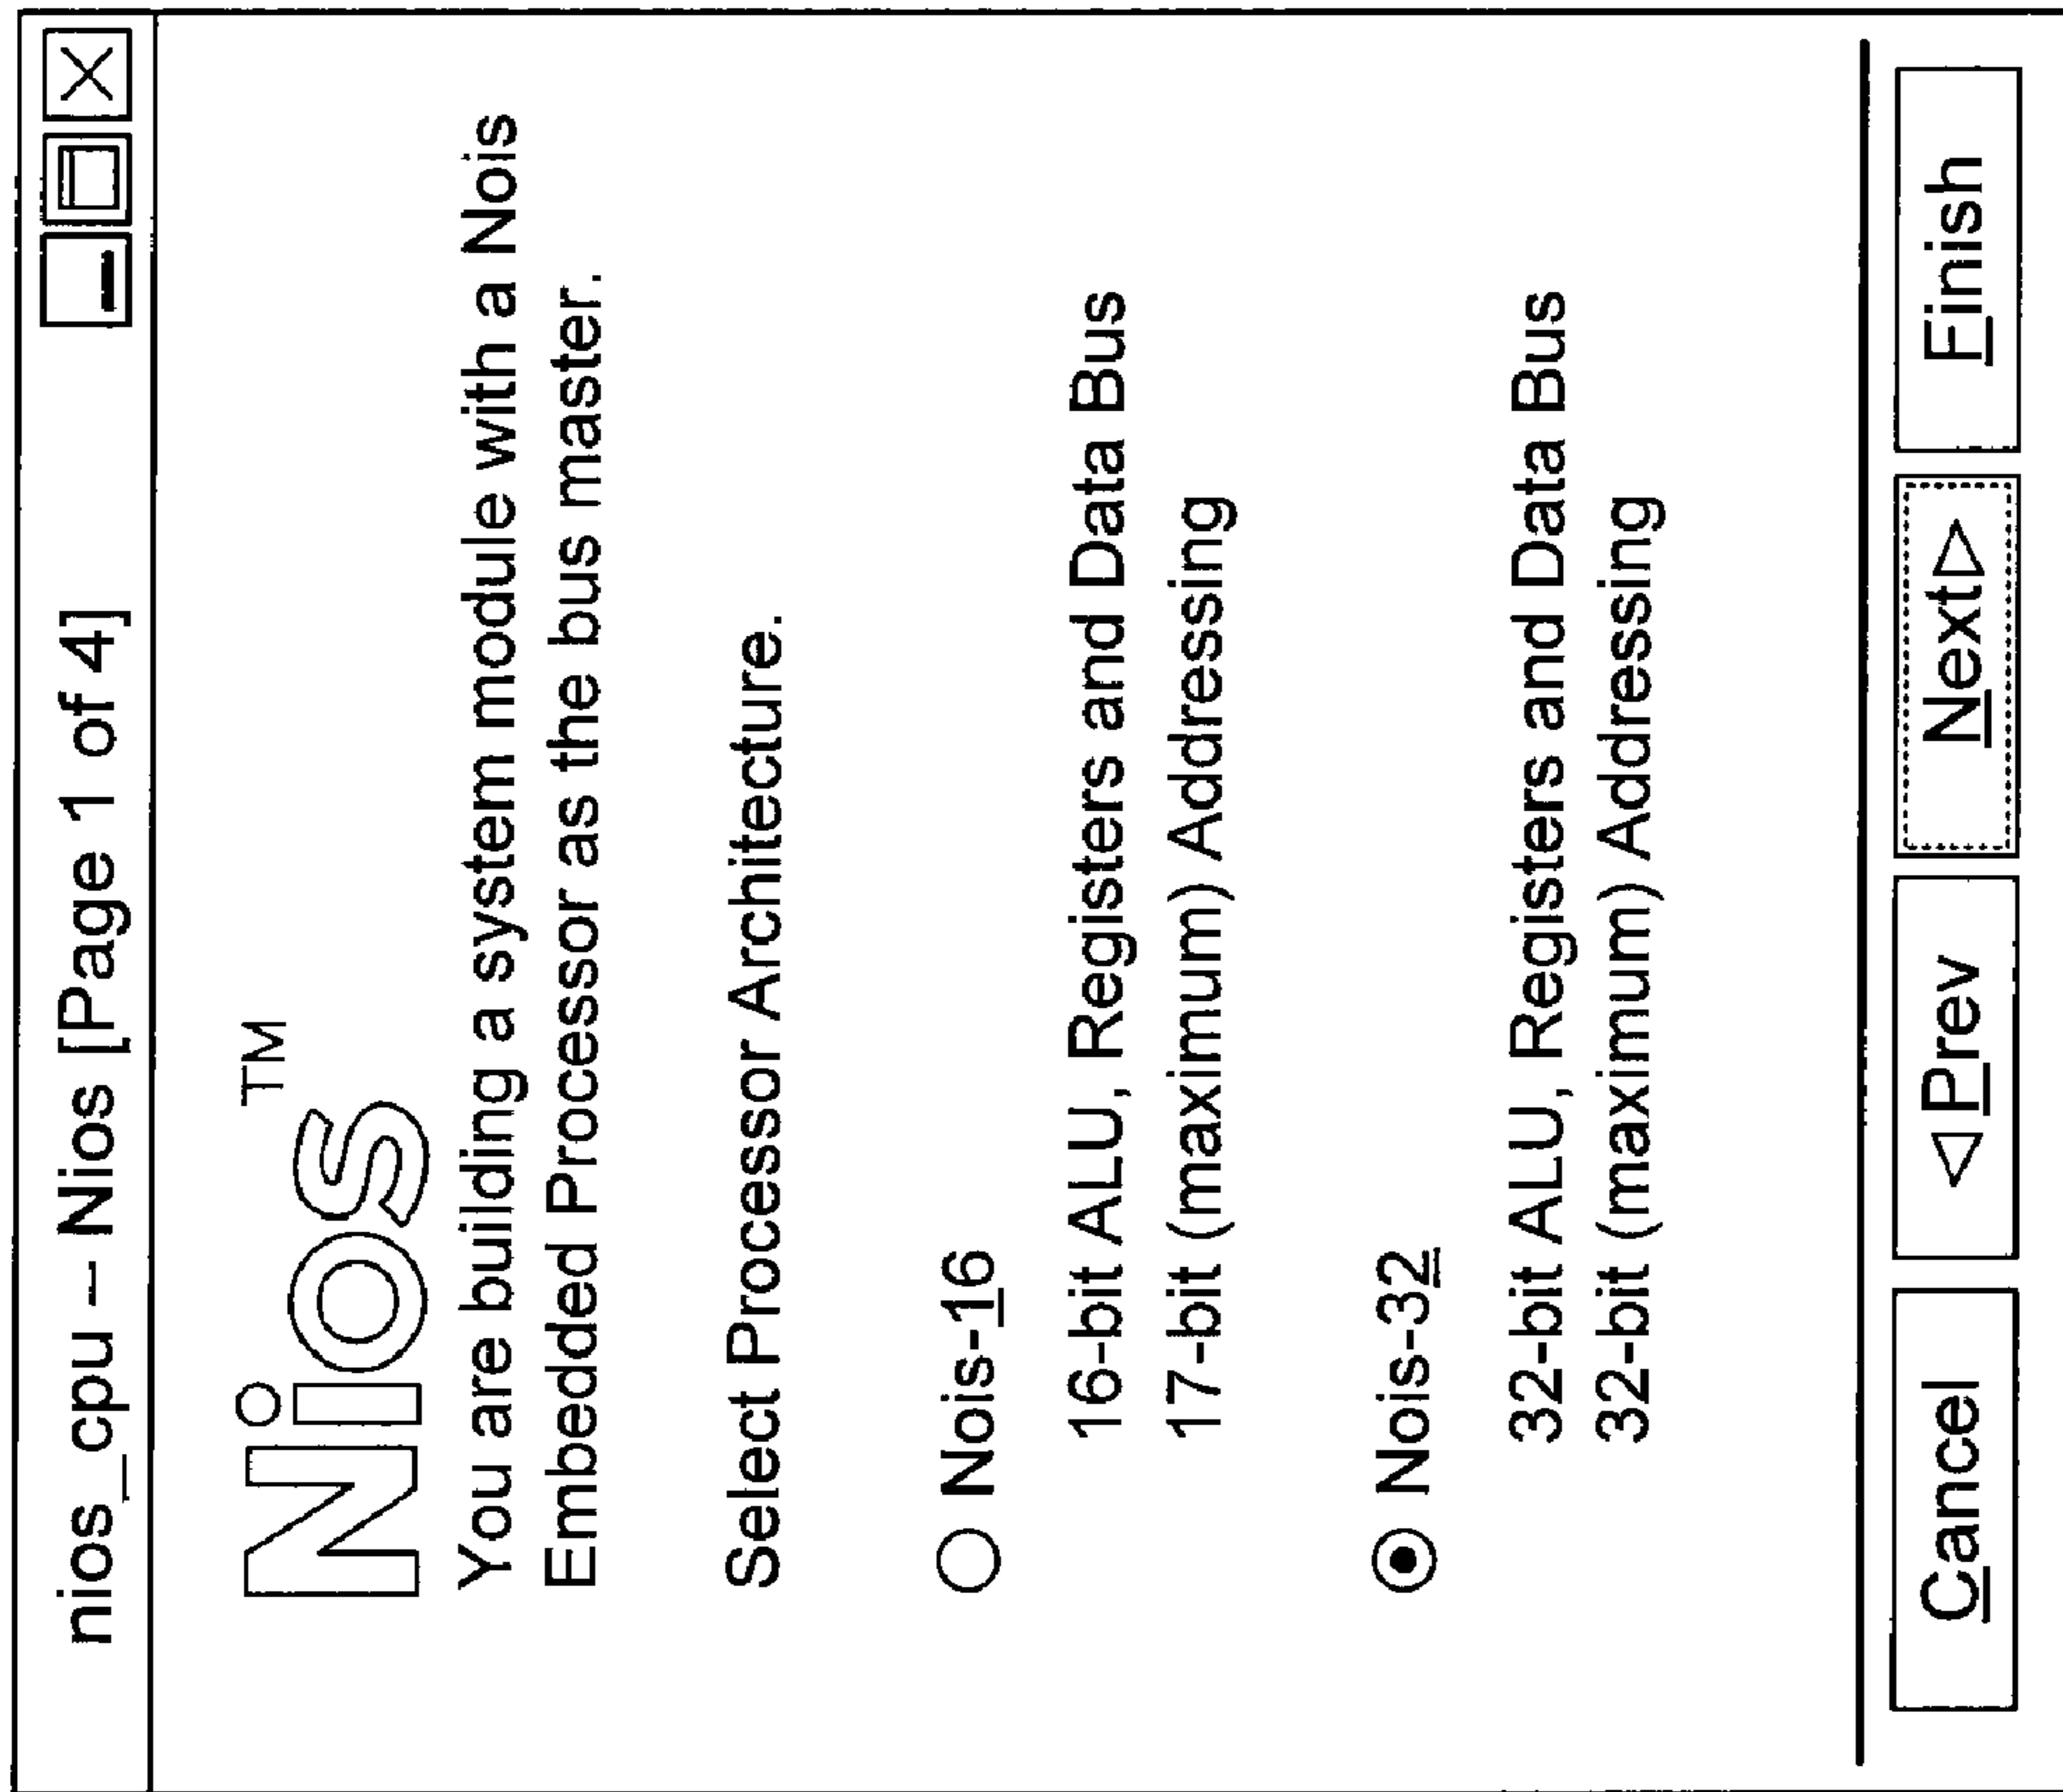 nios_cpu – Nios [Page 1 of 4]
Nios™
You are building a system module with a Nois
Embedded Processor as the bus master.
Select Processor Architecture.
Nois-16
16-bit ALU, Registers and Data Bus
17-bit (maximum) Addressing
Nois-32
32-bit ALU, Registers and Data Bus
32-bit (maximum) Addressing
Cancel
◁Prev
Next▷
Finish